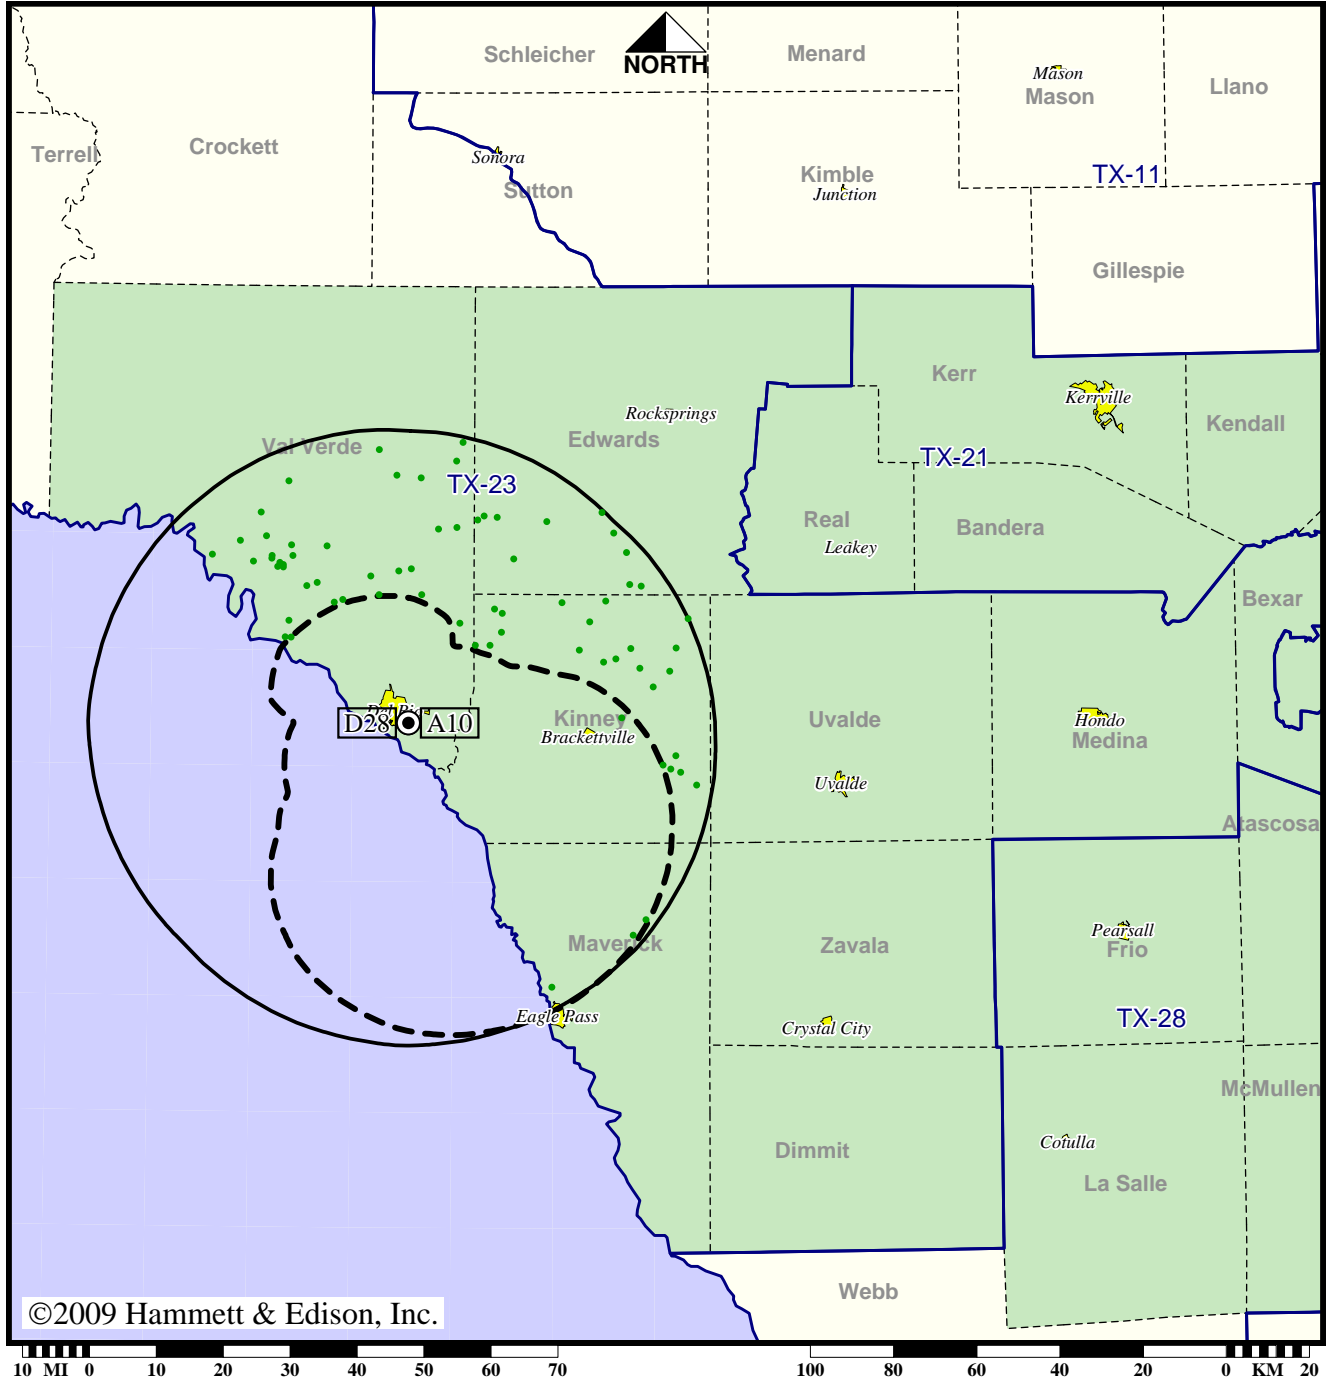 Schleicher
Menard
NORTH
Mason
Mason
Llano
Crockett
Terrell
Sonora
Sutton
Kimble
Junction
TX-11
Gillespie
Kerr
Kerrville
Rocksprings
Kendall
Val Verde
Edwards
TX-23
TX-21
Real
Bandera
Leakey
Bexar
Del Rio
D28
A10
Kinney
Brackettville
Uvalde
Hondo
Medina
Uvalde
Atascosa
Pearsall
Frio
Maverick
Zavala
Eagle Pass
Crystal City
TX-28
McMullen
Cotulla
Dimmit
La Salle
Webb
©2009 Hammett & Edison, Inc.
10 MI 0 10 20 30 40 50 60 70 100 80 60 40 20 0 KM 20